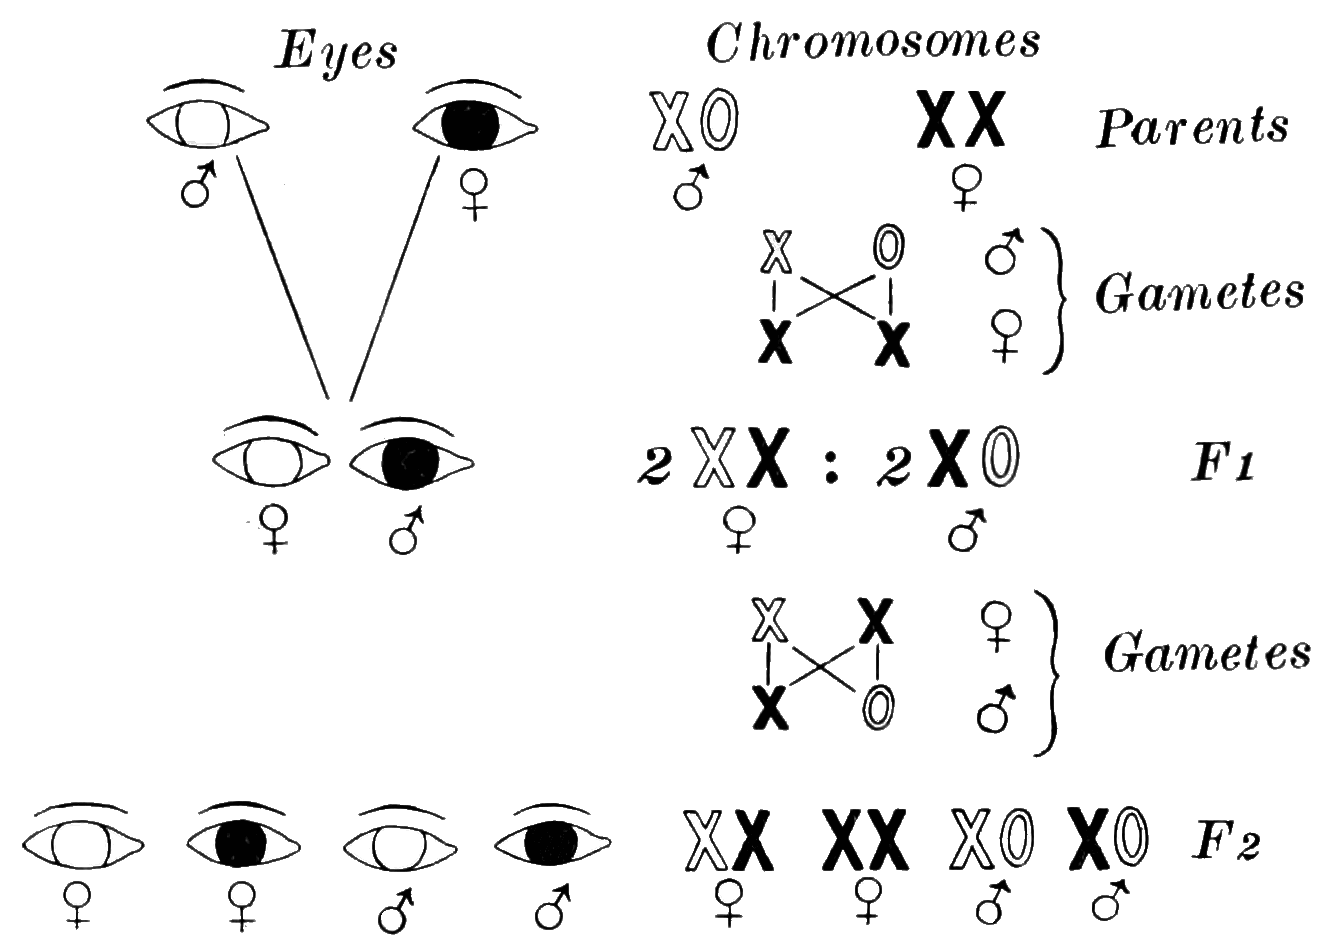 Eyes Chromosomes
XO XX Parents
♂ ♀ ♂ ♀
X O ♂
Gametes
X X ♀
2 XX : 2 XO F1
♀ ♂ ♀ ♂
X X ♀
Gametes
X O ♂
XX XX XO XO F2
♀ ♀ ♂ ♂ ♀ ♀ ♂ ♂